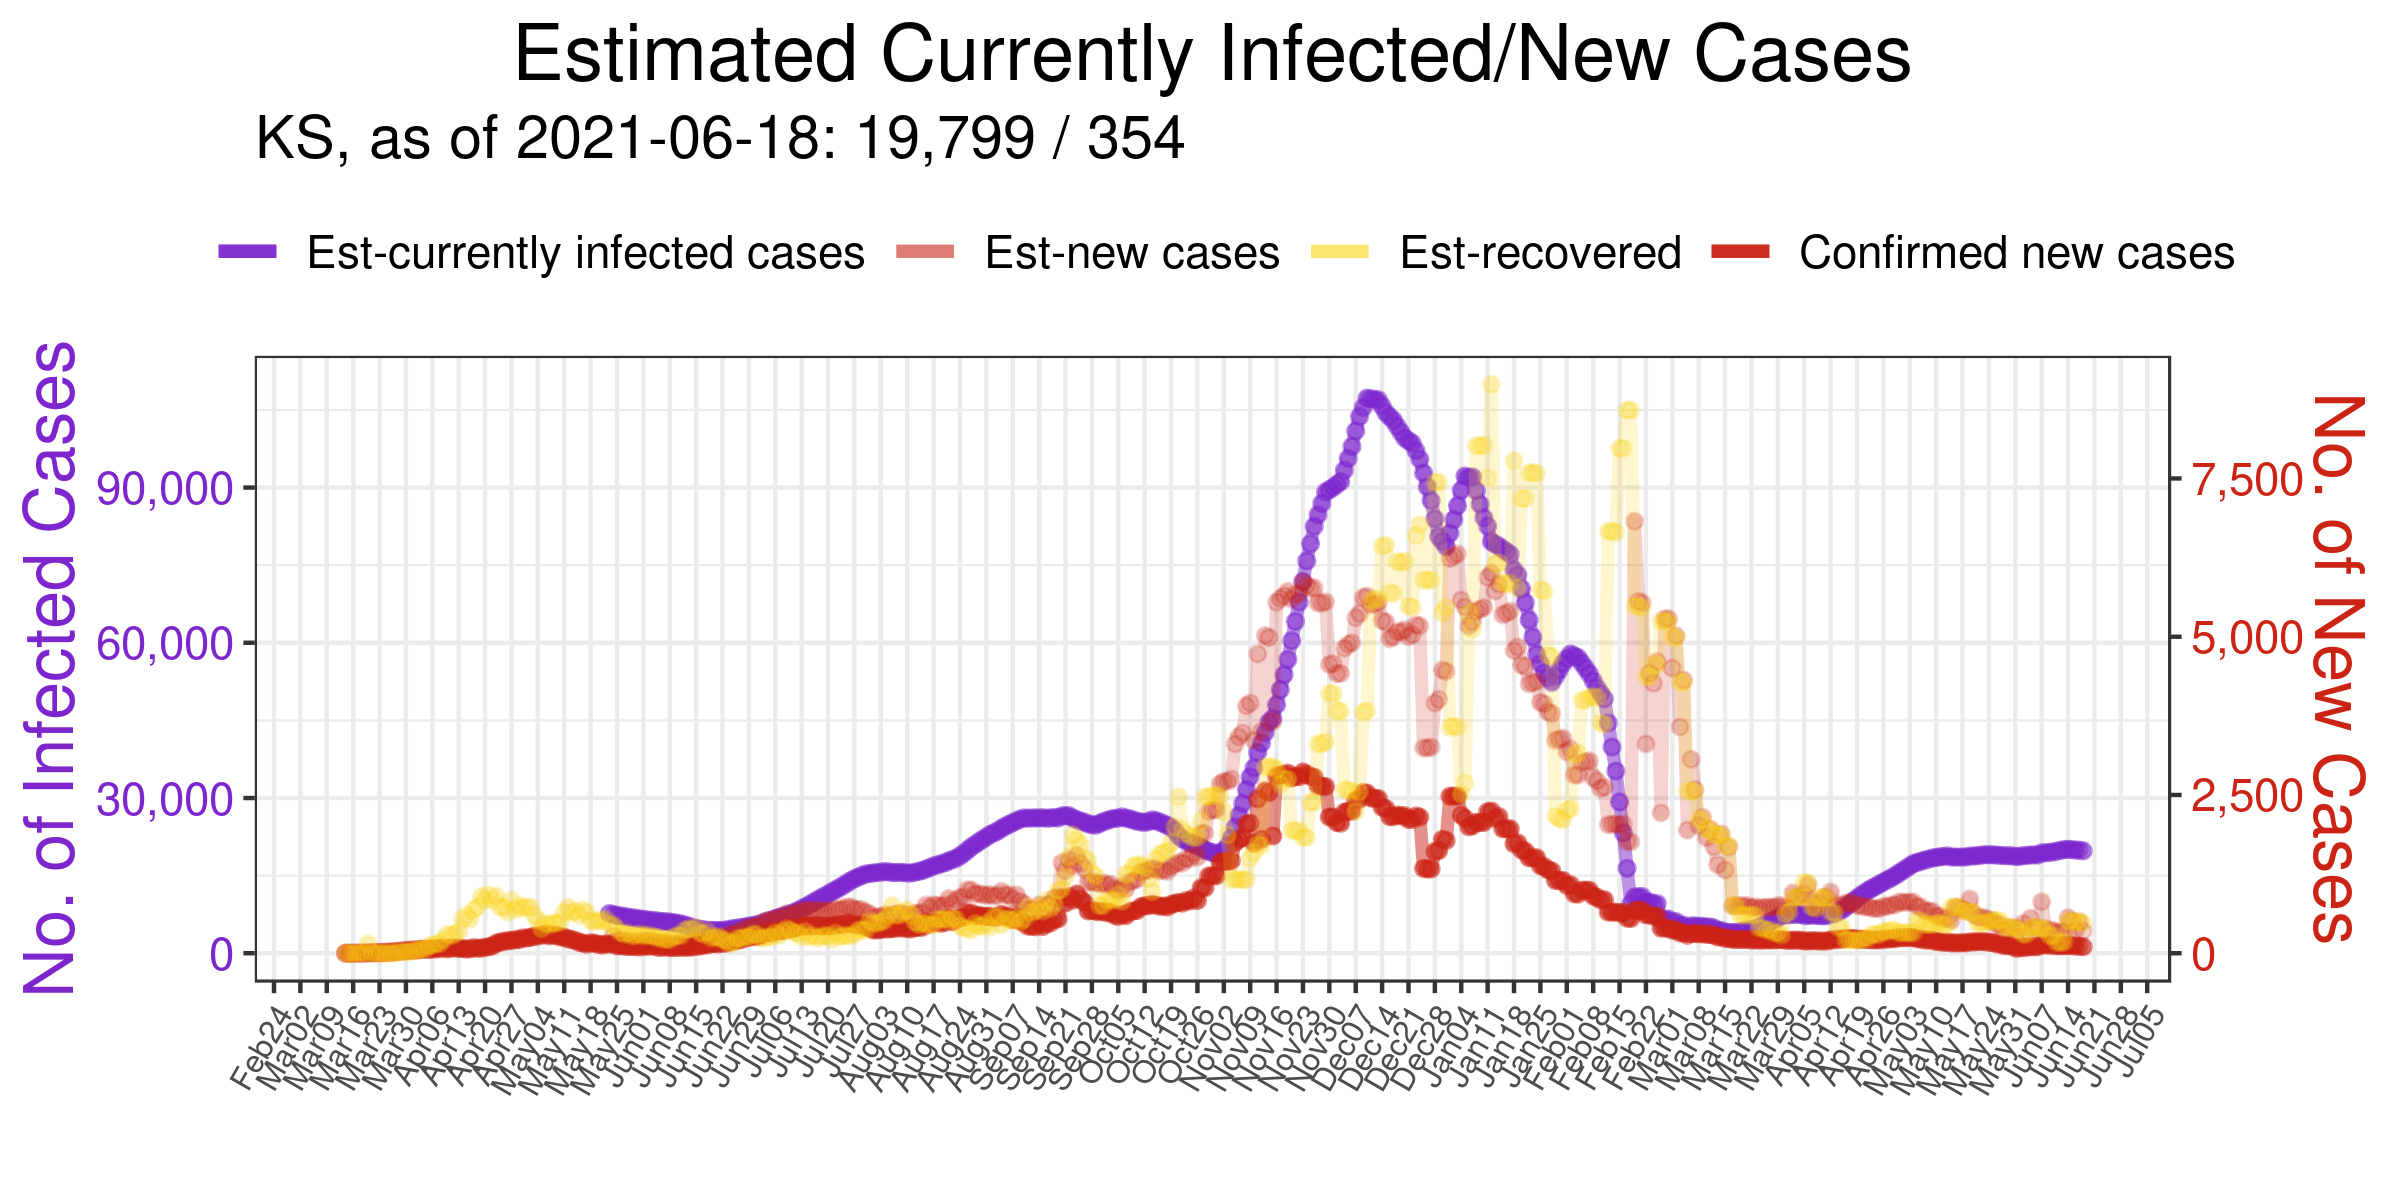 Estimated Currently Infected/New Cases
KS, as of 2021-06-18: 19,799 / 354
Est-currently infected cases Est-new cases Est-recovered Confirmed new cases
No. of Infected Cases
90,000
60,000
30,000
0
7,500
5,000
2,500
0
No. of New Cases
Feb24 Mar02 Mar09 Mar16 Mar23 Mar30 Apr06 Apr13 Apr20 Apr27 May04 May11 May18 May25 Jun01 Jun08 Jun15 Jun22 Jun29 Jul06 Jul13 Jul20 Jul27 Aug03 Aug10 Aug17 Aug24 Aug31 Sep07 Sep14 Sep21 Sep28 Oct05 Oct12 Oct19 Oct26 Nov02 Nov09 Nov16 Nov23 Nov30 Dec07 Dec14 Dec21 Dec28 Jan04 Jan11 Jan18 Jan25 Feb01 Feb08 Feb15 Feb22 Mar01 Mar08 Mar15 Mar22 Mar29 Apr05 Apr12 Apr19 Apr26 May03 May10 May17 May24 May31 Jun07 Jun14 Jun21 Jun28 Jul05